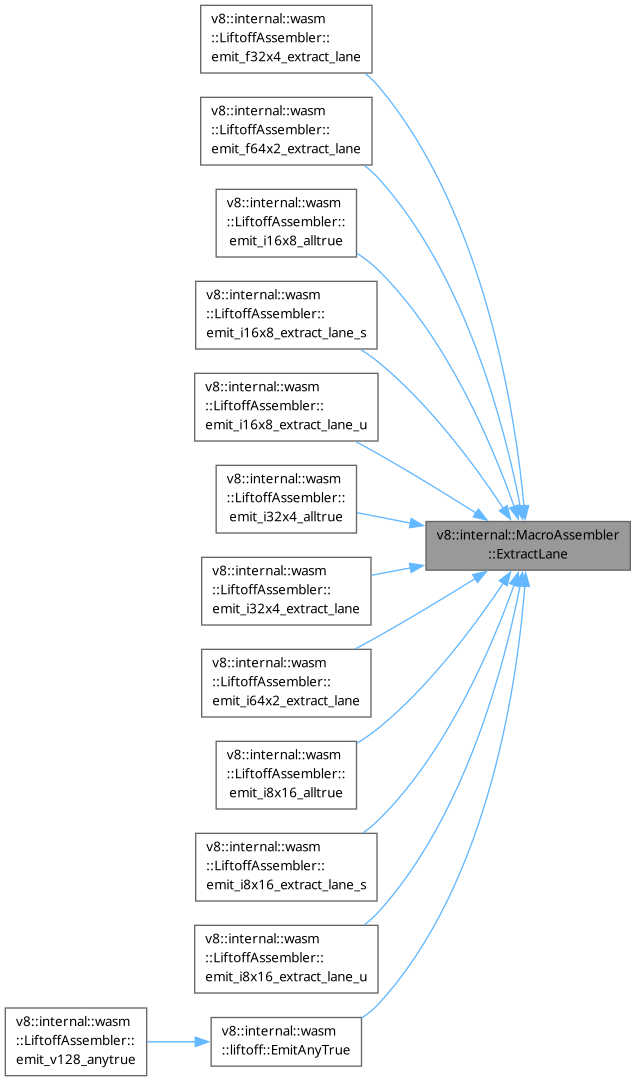 v8::internal::wasm
::LiftoffAssembler::
emit_f32x4_extract_lane
v8::internal::wasm
::LiftoffAssembler::
emit_f64x2_extract_lane
v8::internal::wasm
::LiftoffAssembler::
emit_i16x8_alltrue
v8::internal::wasm
::LiftoffAssembler::
emit_i16x8_extract_lane_s
v8::internal::wasm
::LiftoffAssembler::
emit_i16x8_extract_lane_u
v8::internal::wasm
::LiftoffAssembler::
emit_i32x4_alltrue
v8::internal::MacroAssembler
::ExtractLane
v8::internal::wasm
::LiftoffAssembler::
emit_i32x4_extract_lane
v8::internal::wasm
::LiftoffAssembler::
emit_i64x2_extract_lane
v8::internal::wasm
::LiftoffAssembler::
emit_i8x16_alltrue
v8::internal::wasm
::LiftoffAssembler::
emit_i8x16_extract_lane_s
v8::internal::wasm
::LiftoffAssembler::
emit_i8x16_extract_lane_u
v8::internal::wasm
::LiftoffAssembler::
emit_v128_anytrue
v8::internal::wasm
::liftoff::EmitAnyTrue